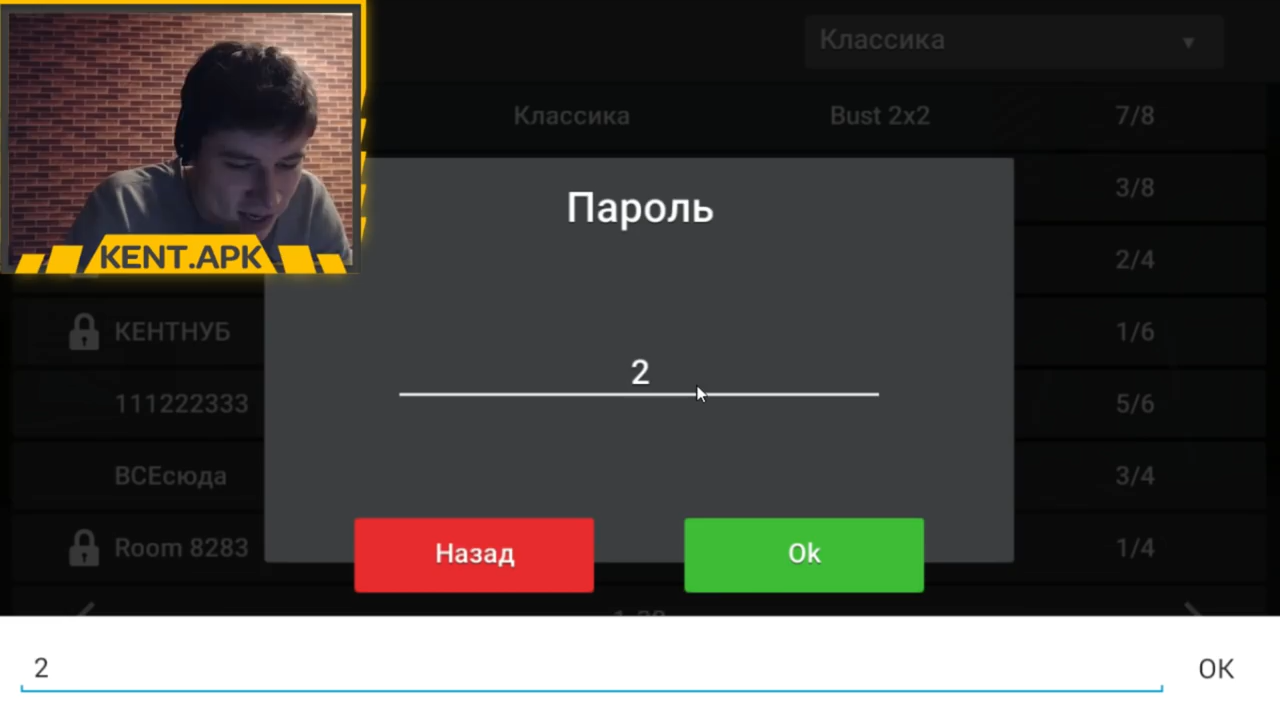 Классика ▼
KENT.APK
Классика Bust 2x2 7/8
3/8
2/4
КЕНТНУБ 1/6
111222333 5/6
ВСЕсюда 3/4
Room 8283 1/4
Пароль
2
Назад Ok
2 OK